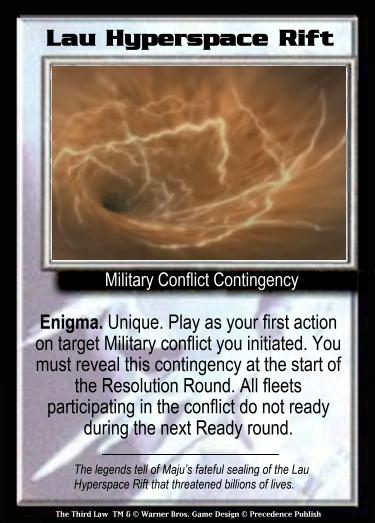 Lau Hyperspace Rift
Military Conflict Contingency
Enigma. Unique. Play as your first action
on target Military conflict you initiated. You
must reveal this contingency at the start of
the Resolution Round. All fleets
participating in the conflict do not ready
during the next Ready round.
The legends tell of Maju's fateful sealing of the Lau
Hyperspace Rift that threatened billions of lives.
The Third Law TM & © Warner Bros. Game Design © Precedence Publish